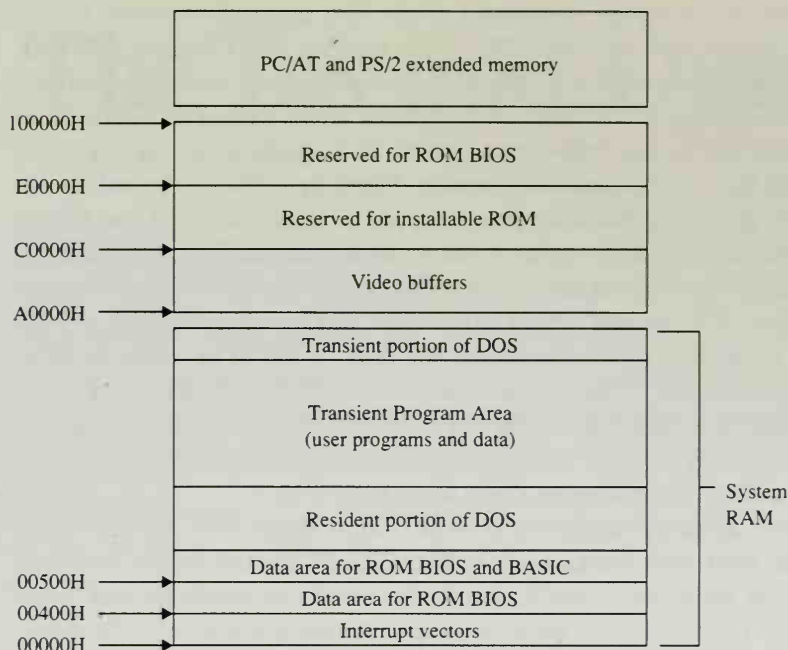 PC/AT and PS/2 extended memory
100000H
Reserved for ROM BIOS
E0000H
Reserved for installable ROM
C0000H
Video buffers
A0000H
Transient portion of DOS
Transient Program Area
(user programs and data)
System
RAM
Resident portion of DOS
Data area for ROM BIOS and BASIC
00500H
Data area for ROM BIOS
00400H
Interrupt vectors
00000H